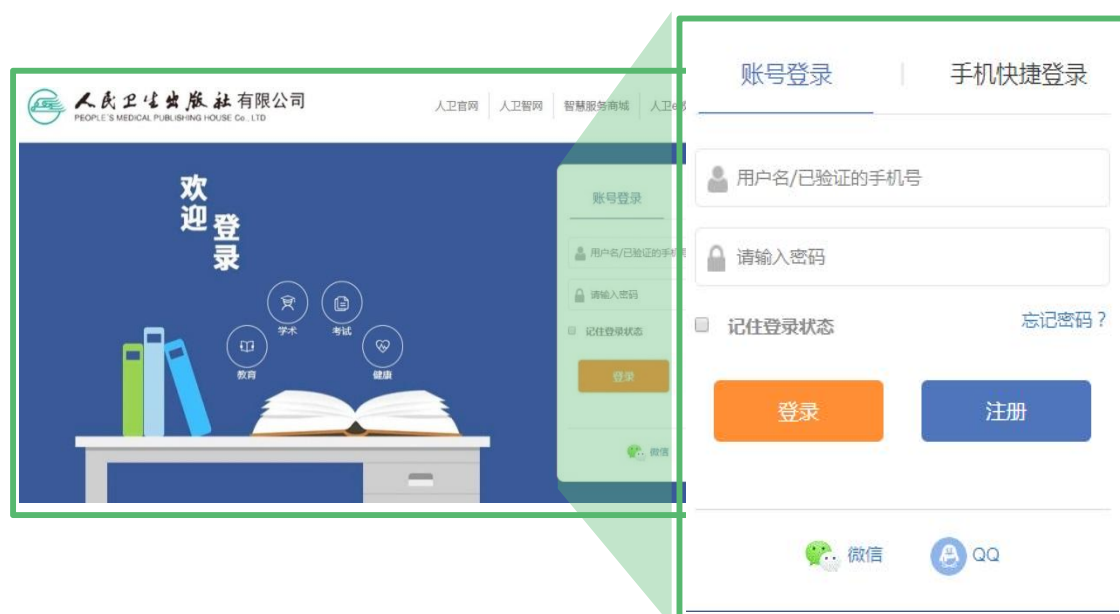 人民卫生出版社有限公司
PEOPLE'S MEDICAL PUBLISHING HOUSE Co., LTD
人卫官网 人卫智网 智慧服务商城 人卫e
欢迎
登录
学术
考试
教育
健康
账号登录
用户名/已验证的手机号
请输入密码
记住登录状态
登录
微信
账号登录 手机快捷登录
用户名/已验证的手机号
请输入密码
记住登录状态 忘记密码？
登录 注册
微信 QQ